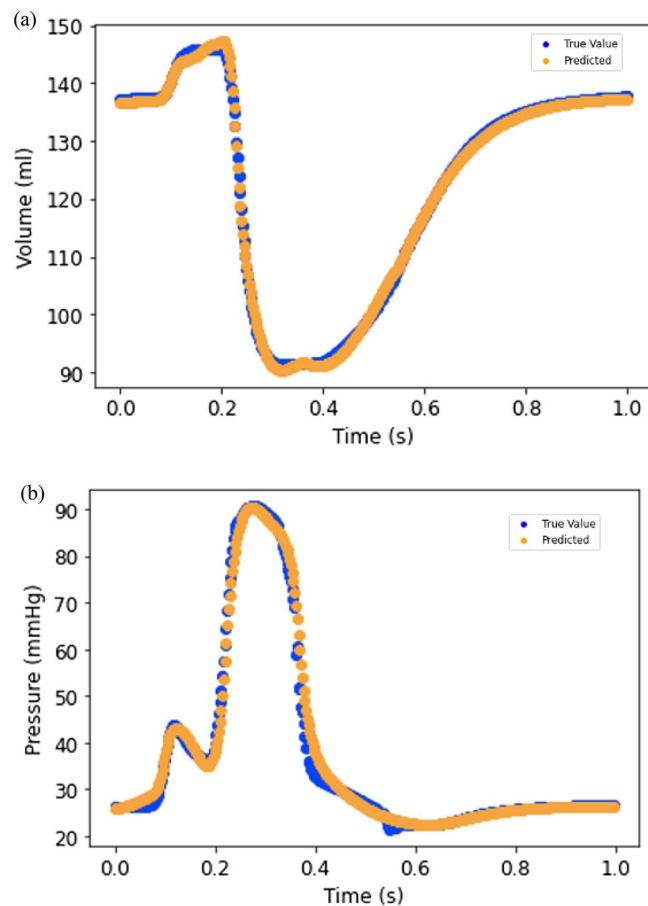 (a)
150
140
130
120
110
100
90
Volume (ml)
True Value
Predicted
0.0 0.2 0.4 0.6 0.8 1.0
Time (s)
(b)
90
80
70
60
50
40
30
20
Pressure (mmHg)
True Value
Predicted
0.0 0.2 0.4 0.6 0.8 1.0
Time (s)